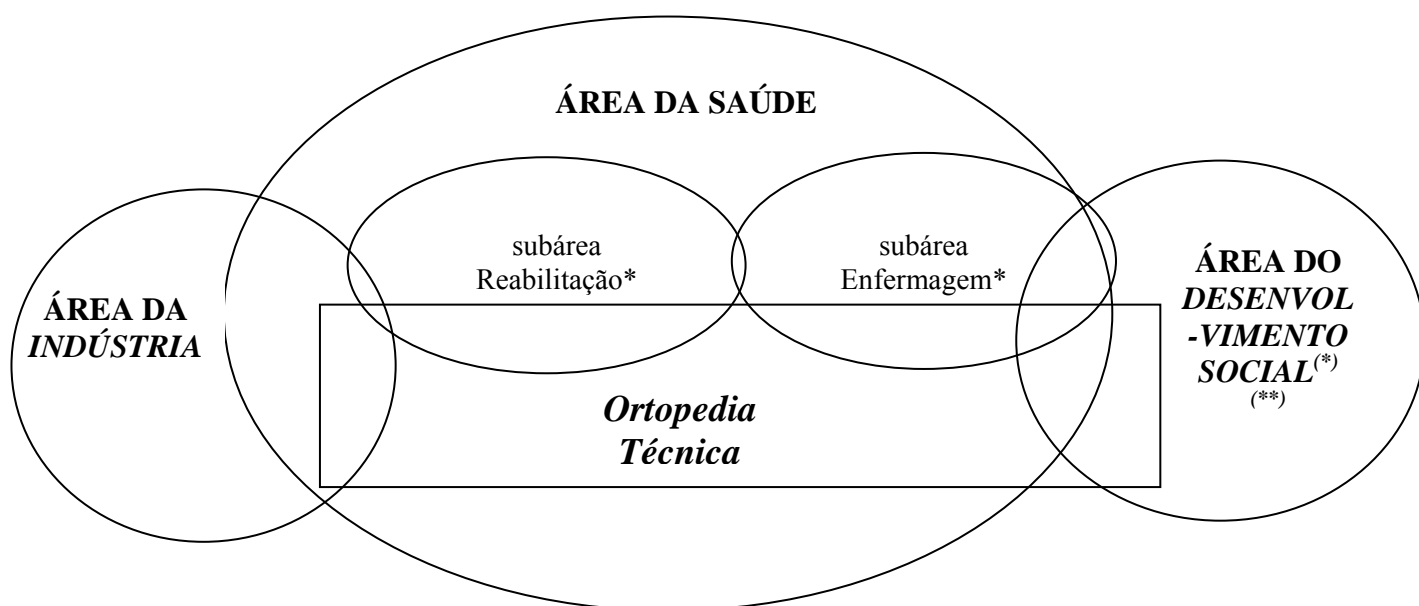 ÁREA DA SAÚDE
subárea
Reabilitação*
subárea
Enfermagem*
ÁREA DA
INDÚSTRIA
ÁREA DO
DESENVOL
-VIMENTO
SOCIAL(*)
(**)
Ortopedia
Técnica